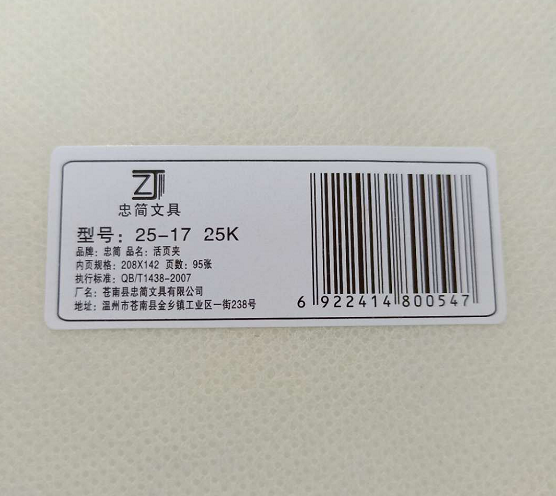 ZJ
忠简文具
型号：25-17 25K
品牌：忠简 品名：活页夹
内页规格：208X142 页数：95张
执行标准：QB/T1438-2007
厂名：苍南县忠简文具有限公司
地址：温州市苍南县金乡镇工业区一街238号
6 922414 800547